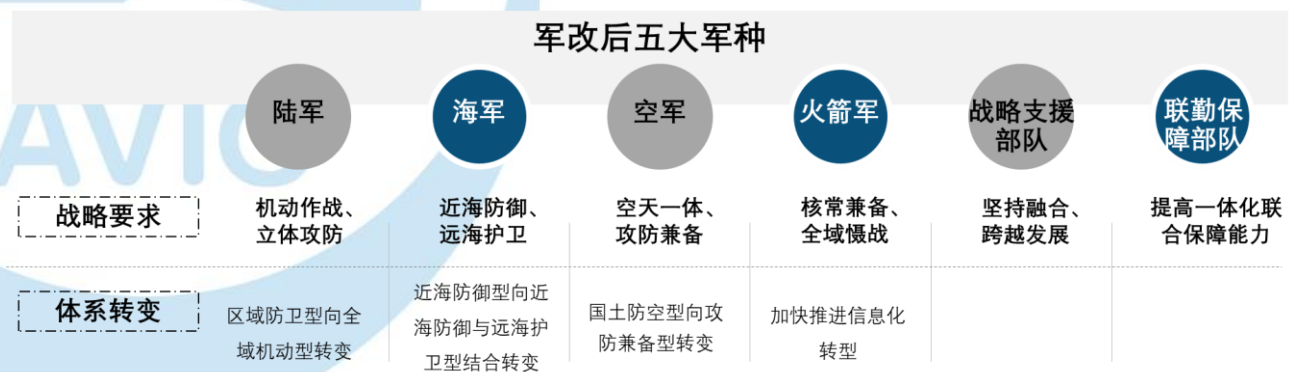 军改后五大军种
陆军
海军
空军
火箭军
战略支援
部队
联勤保
障部队
战略要求
机动作战、
立体攻防
近海防御、
远海护卫
空天一体、
攻防兼备
核常兼备、
全域慑战
坚持融合、
跨越发展
提高一体化联
合保障能力
体系转变
区域防卫型向全
域机动型转变
近海防御型向近
海防御与远海护
卫型结合转变
国土防空型向攻
防兼备型转变
加快推进信息化
转型
AVIC